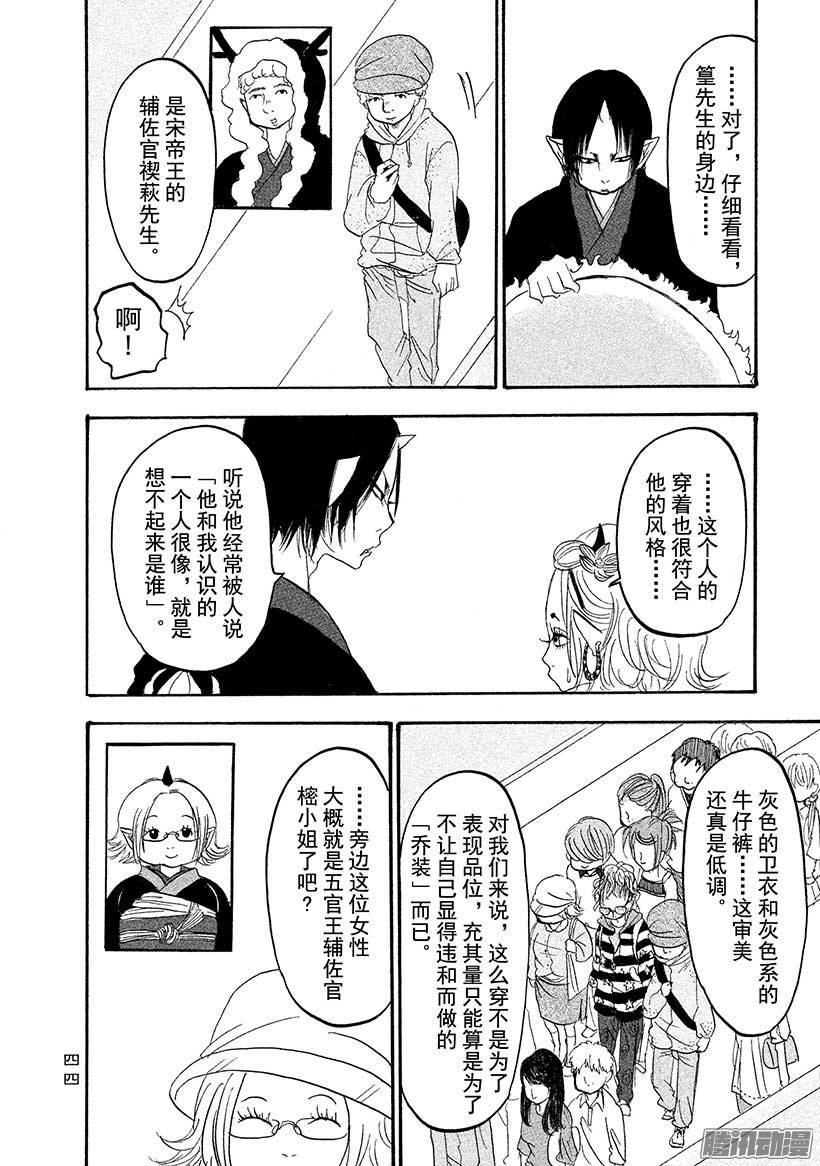 ……对了，仔细看看，
篁先生的身边……
是宋帝王的
辅佐官禊萩先生。
啊！
……这个人的
穿着也很符合
他的风格……
听说他经常被人说
「他和我认识的
一个人很像，就是
想不起来是谁」。
灰色的卫衣和灰色系的
牛仔裤……这审美
还真是低调。
对我们来说，这么穿不是为了
表现品位，充其量只能算是为了
不让自己显得违和而做的
「乔装」而已。
……旁边这位女性
大概就是五官王辅佐官
樒小姐了吧？
四四
腾讯动漫